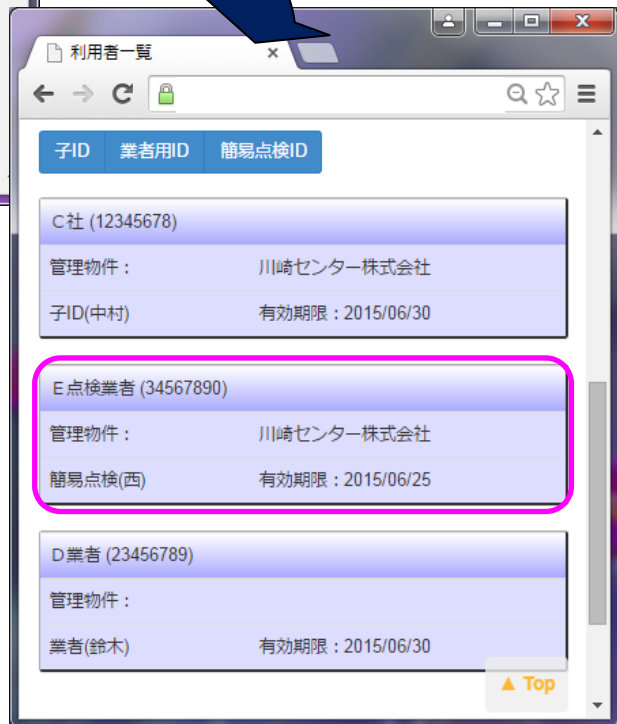 利用者一覧
子ID 業者用ID 簡易点検ID
C社 (12345678)
管理物件： 川崎センター株式会社
子ID(中村) 有効期限：2015/06/30
E点検業者 (34567890)
管理物件： 川崎センター株式会社
簡易点検(西) 有効期限：2015/06/25
D業者 (23456789)
管理物件：
業者(鈴木) 有効期限：2015/06/30
▲ Top